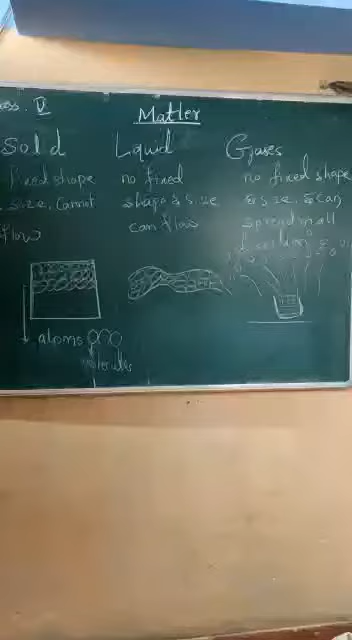 ass. V
Matter
Solid
fixed shape
size, cannot
flow
Liquid
no fixed
shape & size
can flow
Gases
no fixed shape
& size, & can
spread in all
atoms
molecules